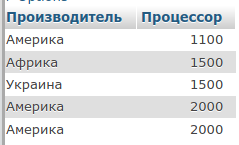 Производитель Процессор
Америка 1100
Африка 1500
Украина 1500
Америка 2000
Америка 2000